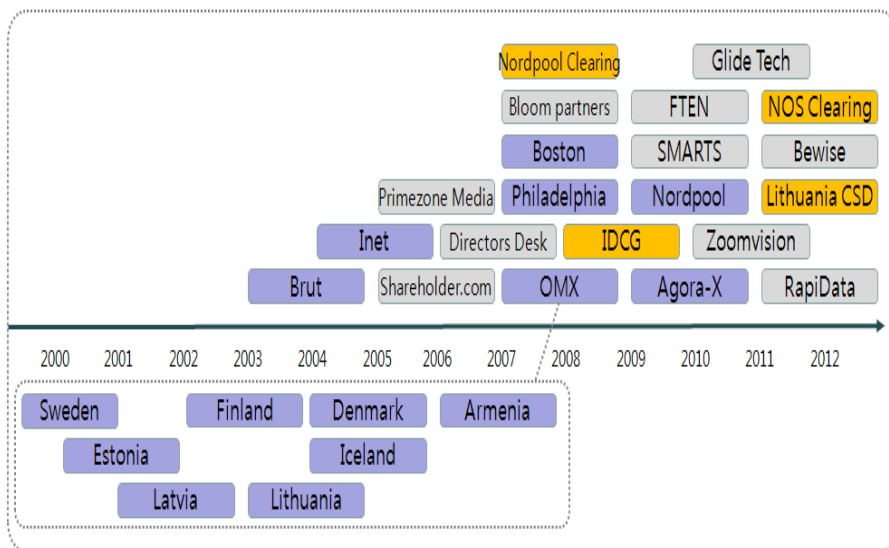 Nordpool Clearing
Glide Tech
Bloom partners
FTEN
NOS Clearing
Boston
SMARTS
Bewise
Primezone Media
Philadelphia
Nordpool
Lithuania CSD
Inet
Directors Desk
IDCG
Zoomvision
Brut
Shareholder.com
OMX
Agora-X
RapiData
2000 2001 2002 2003 2004 2005 2006 2007 2008 2009 2010 2011 2012
Sweden
Finland
Denmark
Armenia
Estonia
Iceland
Latvia
Lithuania